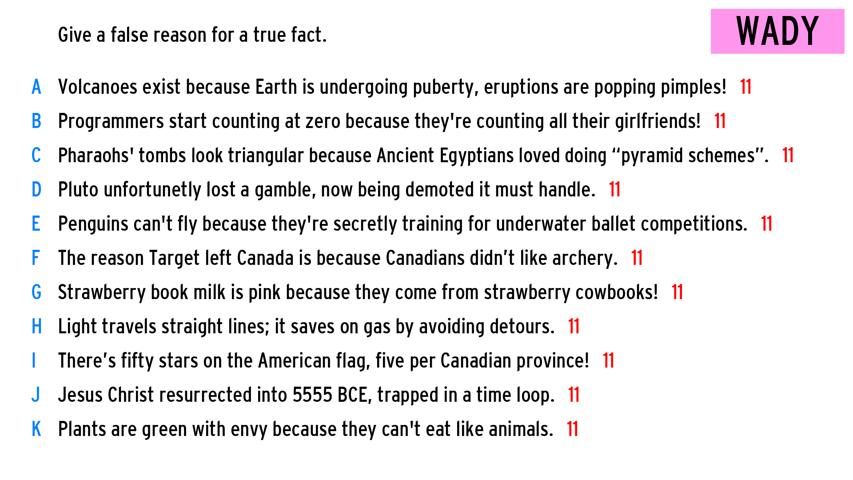 Give a false reason for a true fact.
WADY
A Volcanoes exist because Earth is undergoing puberty, eruptions are popping pimples! 11
B Programmers start counting at zero because they're counting all their girlfriends! 11
C Pharaohs' tombs look triangular because Ancient Egyptians loved doing “pyramid schemes”. 11
D Pluto unfortunetly lost a gamble, now being demoted it must handle. 11
E Penguins can't fly because they're secretly training for underwater ballet competitions. 11
F The reason Target left Canada is because Canadians didn’t like archery. 11
G Strawberry book milk is pink because they come from strawberry cowbooks! 11
H Light travels straight lines; it saves on gas by avoiding detours. 11
I There’s fifty stars on the American flag, five per Canadian province! 11
J Jesus Christ resurrected into 5555 BCE, trapped in a time loop. 11
K Plants are green with envy because they can't eat like animals. 11